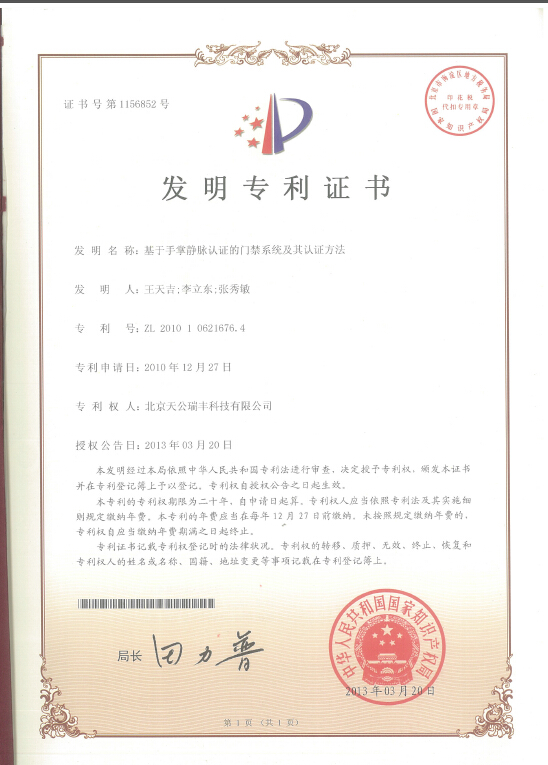 证书号第1156852号
北京市海淀区地方税务局
印花税
代扣专用章
国家知识产权局
发明专利证书
发 明 名 称：基于手掌静脉认证的门禁系统及其认证方法
发 明 人：王天吉;李立东;张秀敏
专 利 号：ZL 2010 1 0621676.4
专利申请日：2010年12月27日
专 利 权 人：北京天公瑞丰科技有限公司
授权公告日：2013年03月20日
本发明经过本局依照中华人民共和国专利法进行审查，决定授予专利权，颁发本证书
并在专利登记簿上予以登记。专利权自授权公告之日起生效。
本专利的专利权期限为二十年，自申请日起算。专利权人应当依照专利法及其实施细
则规定缴纳年费。本专利的年费应当在每年12月27日前缴纳。未按照规定缴纳年费的，
专利权自应当缴纳年费期满之日起终止。
专利证书记载专利权登记时的法律状况。专利权的转移、质押、无效、终止、恢复和
专利权人的姓名或名称、国籍、地址变更等事项记载在专利登记簿上。
局长 田力普
中华人民共和国国家知识产权局
2013年03月20日
第1页（共1页）